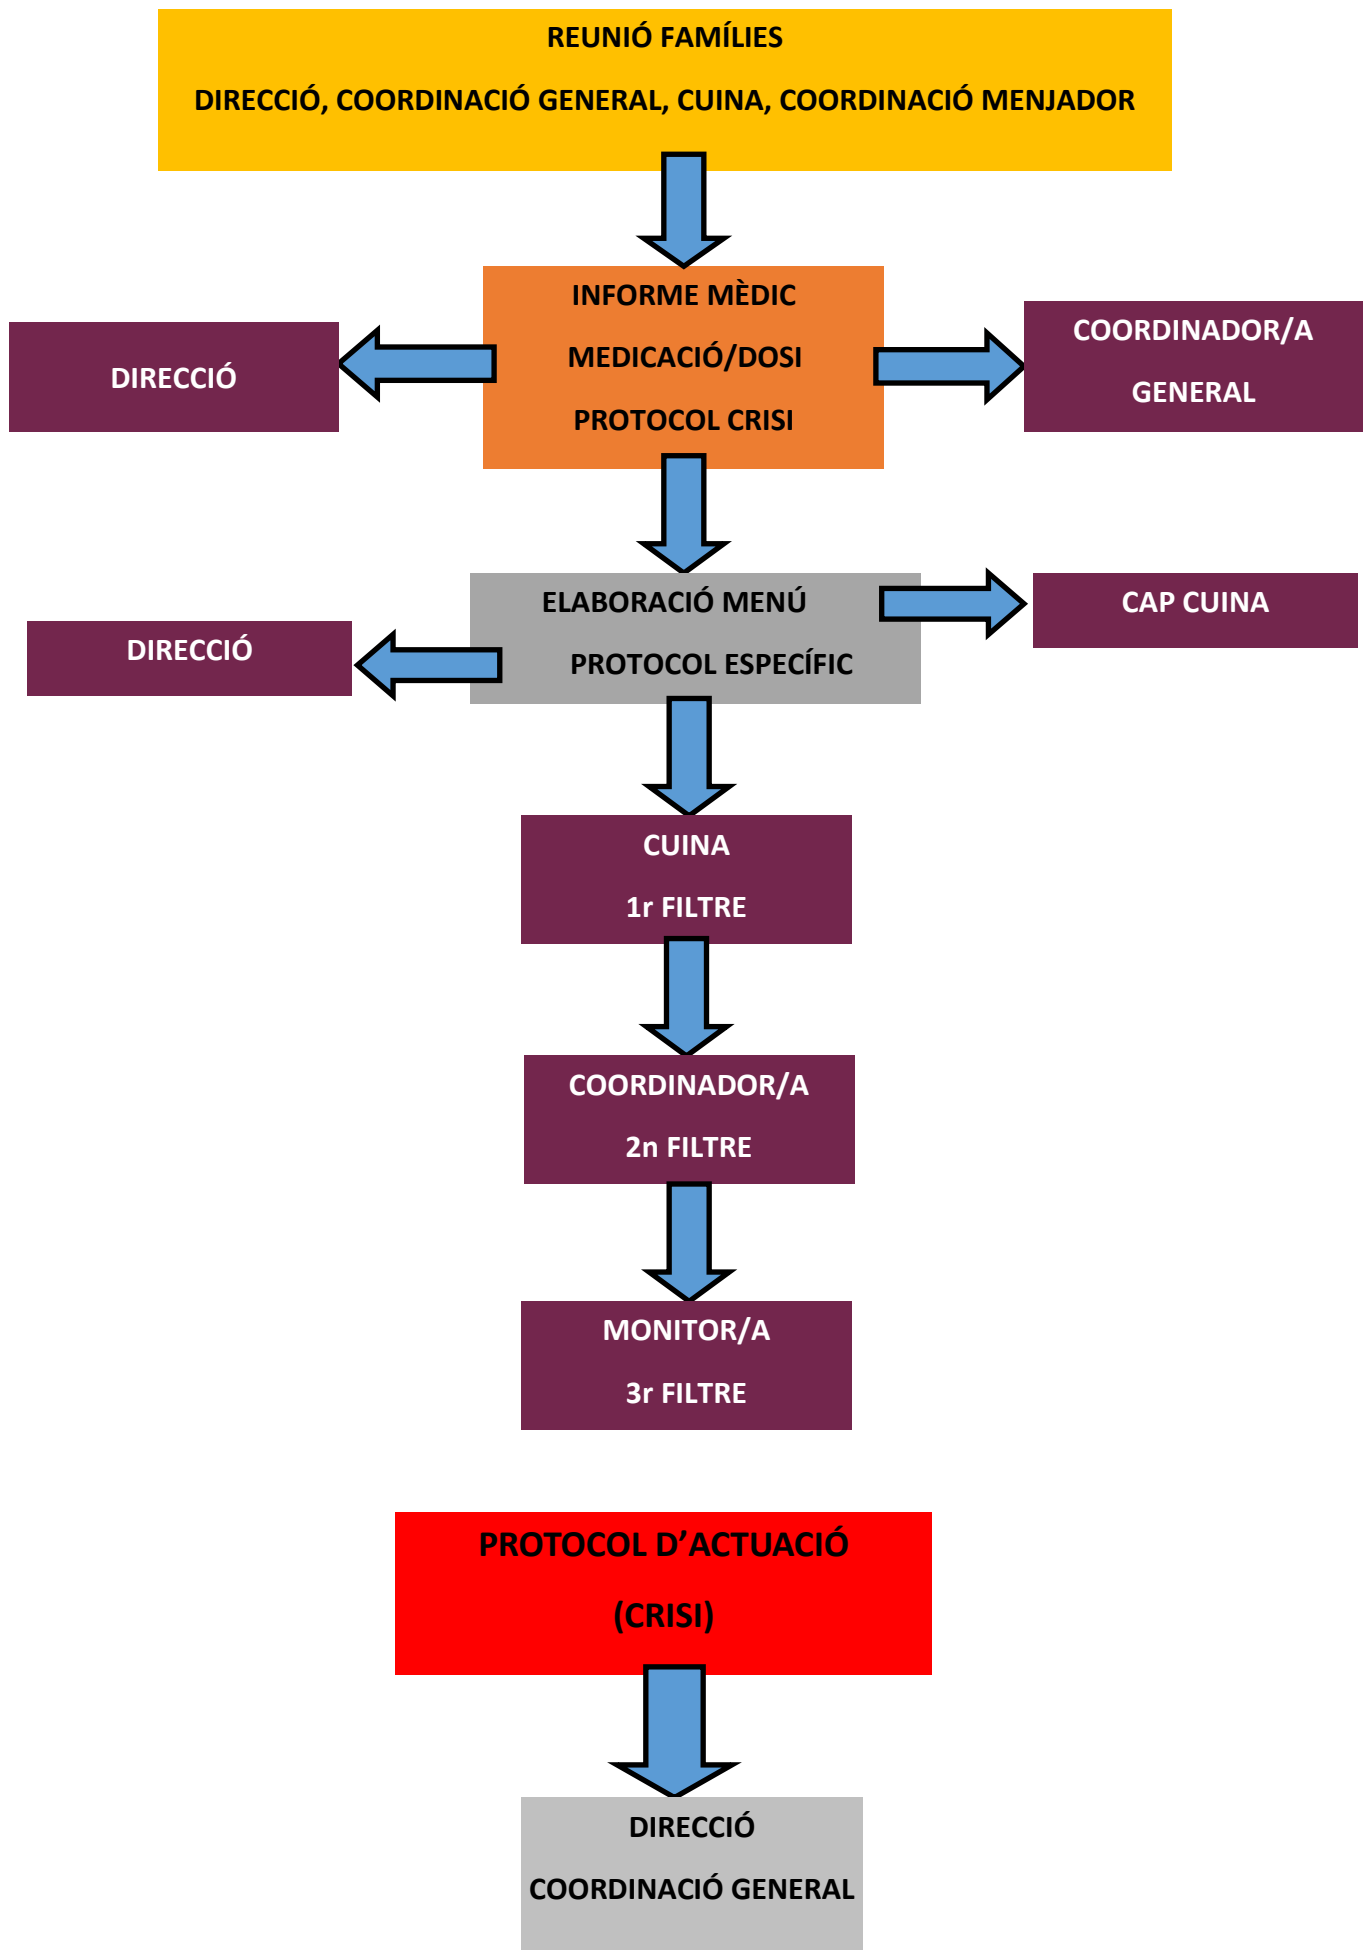 REUNIÓ FAMÍLIES
DIRECCIÓ, COORDINACIÓ GENERAL, CUINA, COORDINACIÓ MENJADOR
INFORME MÈDIC
MEDICACIÓ/DOSI
PROTOCOL CRISI
DIRECCIÓ
COORDINADOR/A
GENERAL
ELABORACIÓ MENÚ
PROTOCOL ESPECÍFIC
CAP CUINA
DIRECCIÓ
CUINA
1r FILTRE
COORDINADOR/A
2n FILTRE
MONITOR/A
3r FILTRE
PROTOCOL D’ACTUACIÓ
(CRISI)
DIRECCIÓ
COORDINACIÓ GENERAL